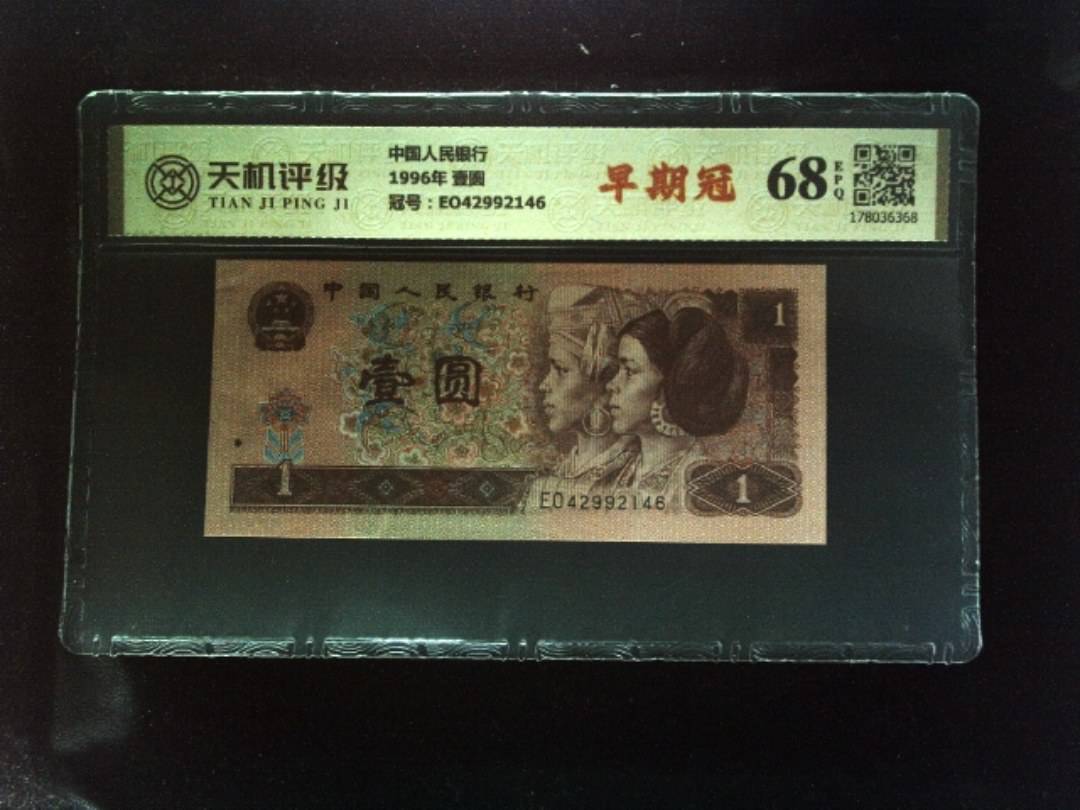 天机评级
TIAN JI PING JI
中国人民银行
1996年 壹圆
冠号：EO42992146
早期冠
68
EPQ
178036368
中国人民银行
1
壹圆
1
EO42992146
1